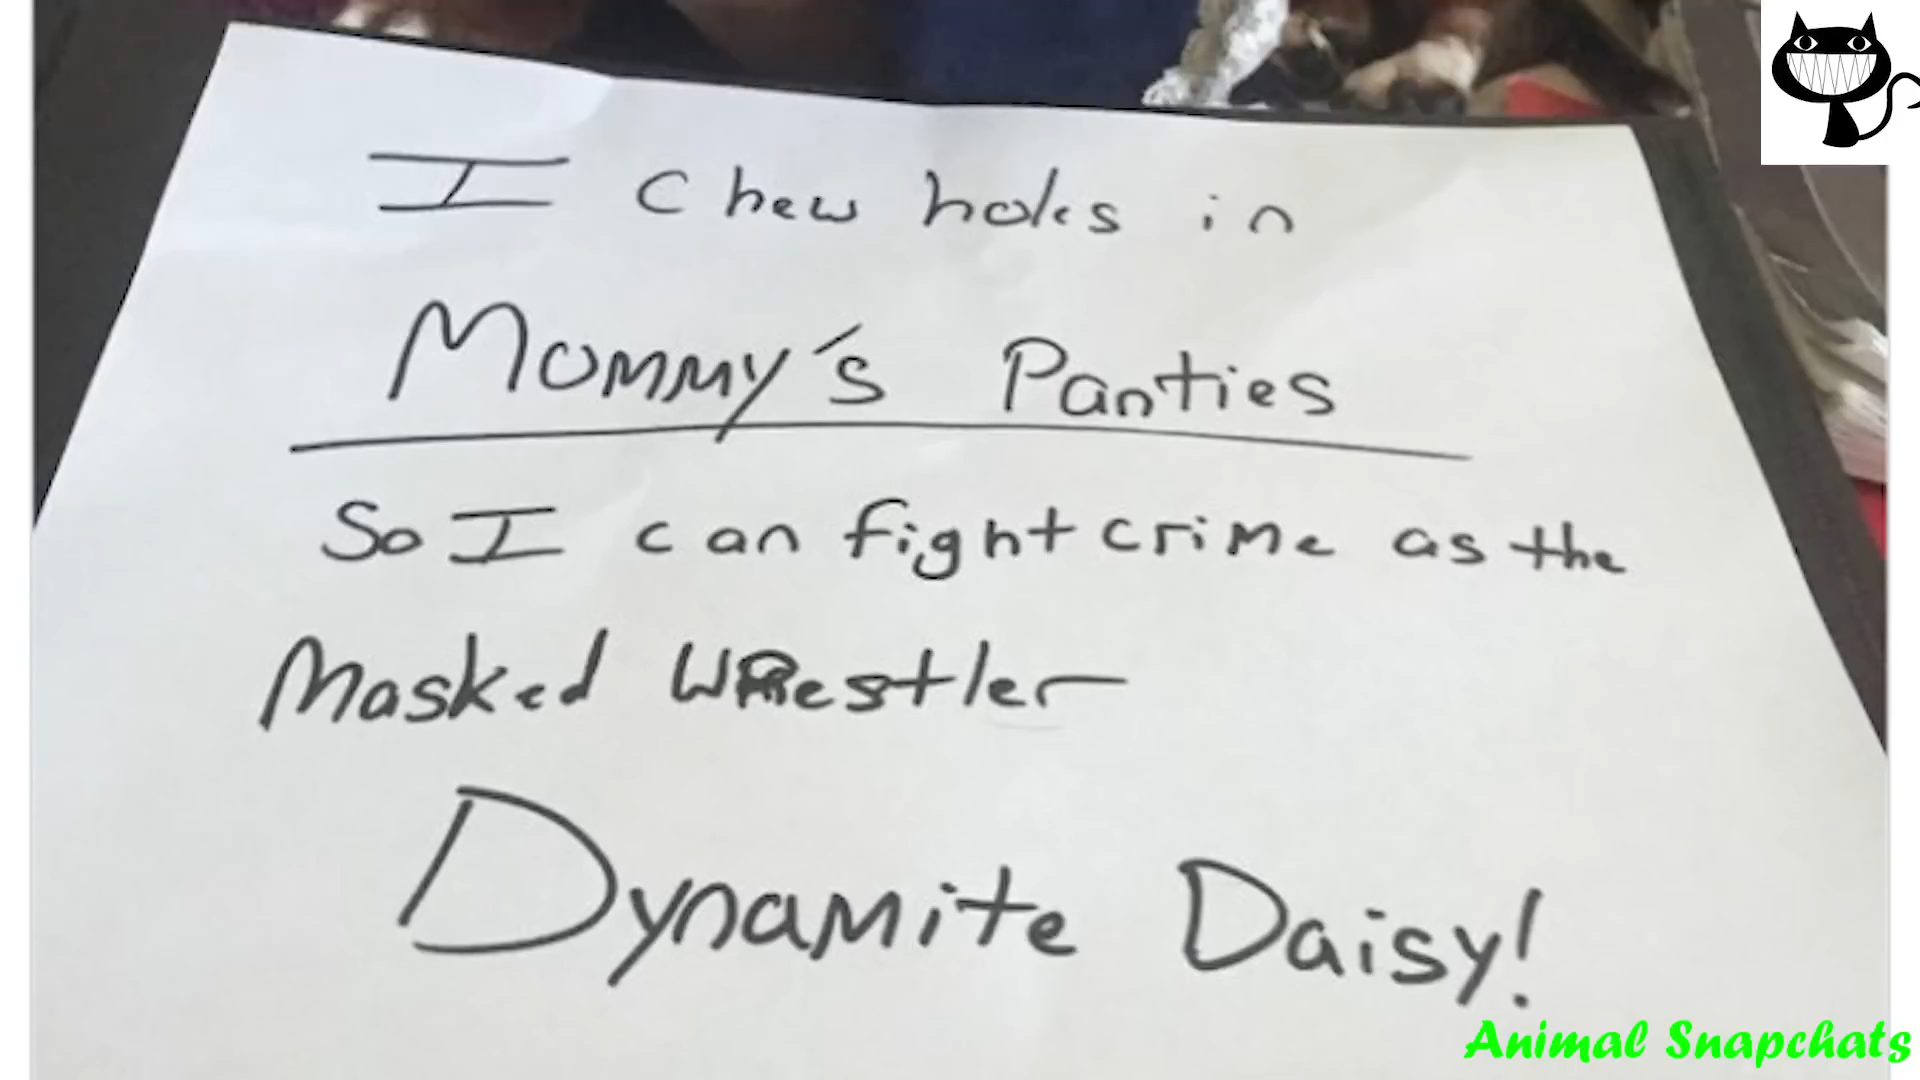 I chew holes in
Mommy's Panties
So I can fight crime as the
Masked WRestler
Dynamite Daisy!
Animal Snapchats